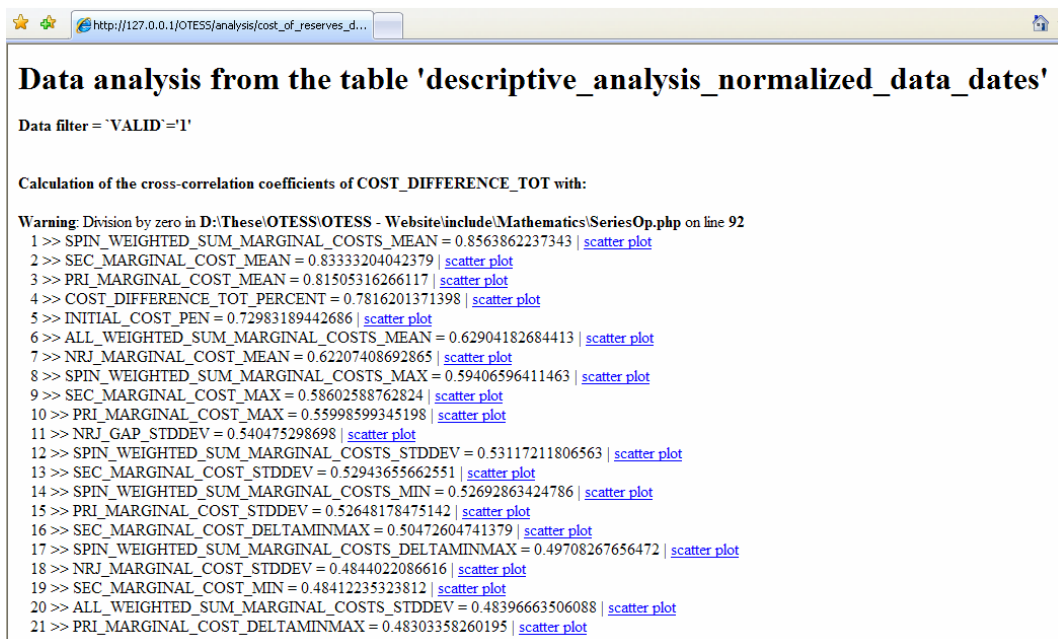 http://127.0.0.1/OTESS/analysis/cost_of_reserves_d...
Data analysis from the table 'descriptive_analysis_normalized_data_dates'
Data filter = `VALID`='1'
Calculation of the cross-correlation coefficients of COST_DIFFERENCE_TOT with:
Warning: Division by zero in D:\These\OTESS\OTESS - Website\include\Mathematics\SeriesOp.php on line 92
1 >> SPIN_WEIGHTED_SUM_MARGINAL_COSTS_MEAN = 0.8563862237343 | scatter plot
2 >> SEC_MARGINAL_COST_MEAN = 0.83333204042379 | scatter plot
3 >> PRI_MARGINAL_COST_MEAN = 0.81505316266117 | scatter plot
4 >> COST_DIFFERENCE_TOT_PERCENT = 0.7816201371398 | scatter plot
5 >> INITIAL_COST_PEN = 0.72983189442686 | scatter plot
6 >> ALL_WEIGHTED_SUM_MARGINAL_COSTS_MEAN = 0.62904182684413 | scatter plot
7 >> NRJ_MARGINAL_COST_MEAN = 0.62207408692865 | scatter plot
8 >> SPIN_WEIGHTED_SUM_MARGINAL_COSTS_MAX = 0.59406596411463 | scatter plot
9 >> SEC_MARGINAL_COST_MAX = 0.58602588762824 | scatter plot
10 >> PRI_MARGINAL_COST_MAX = 0.55998599345198 | scatter plot
11 >> NRJ_GAP_STDDEV = 0.540475298698 | scatter plot
12 >> SPIN_WEIGHTED_SUM_MARGINAL_COSTS_STDDEV = 0.53117211806563 | scatter plot
13 >> SEC_MARGINAL_COST_STDDEV = 0.52943655662551 | scatter plot
14 >> SPIN_WEIGHTED_SUM_MARGINAL_COSTS_MIN = 0.52692863424786 | scatter plot
15 >> PRI_MARGINAL_COST_STDDEV = 0.52648178475142 | scatter plot
16 >> SEC_MARGINAL_COST_DELTAMINMAX = 0.50472604741379 | scatter plot
17 >> SPIN_WEIGHTED_SUM_MARGINAL_COSTS_DELTAMINMAX = 0.49708267656472 | scatter plot
18 >> NRJ_MARGINAL_COST_STDDEV = 0.4844022086616 | scatter plot
19 >> SEC_MARGINAL_COST_MIN = 0.48412235323812 | scatter plot
20 >> ALL_WEIGHTED_SUM_MARGINAL_COSTS_STDDEV = 0.48396663506088 | scatter plot
21 >> PRI_MARGINAL_COST_DELTAMINMAX = 0.48303358260195 | scatter plot